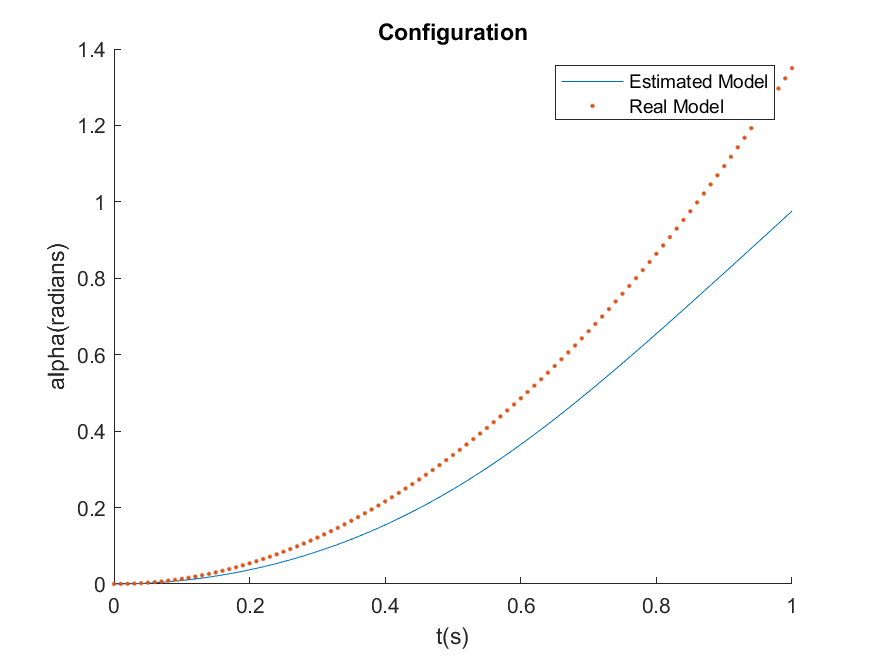 Configuration
1.4
1.2
1
0.8
0.6
0.4
0.2
0
alpha(radians)
Estimated Model
Real Model
0 0.2 0.4 0.6 0.8 1
t(s)